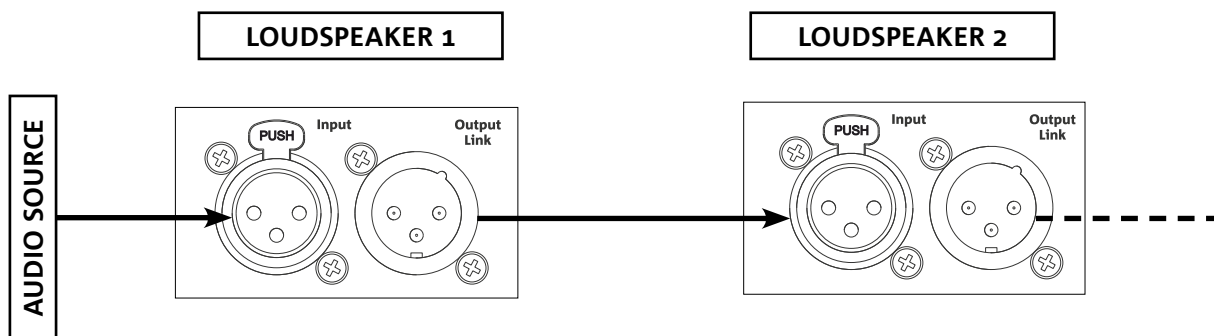 LOUDSPEAKER 1
LOUDSPEAKER 2
AUDIO SOURCE
PUSH
Input
Output
Link
PUSH
Input
Output
Link